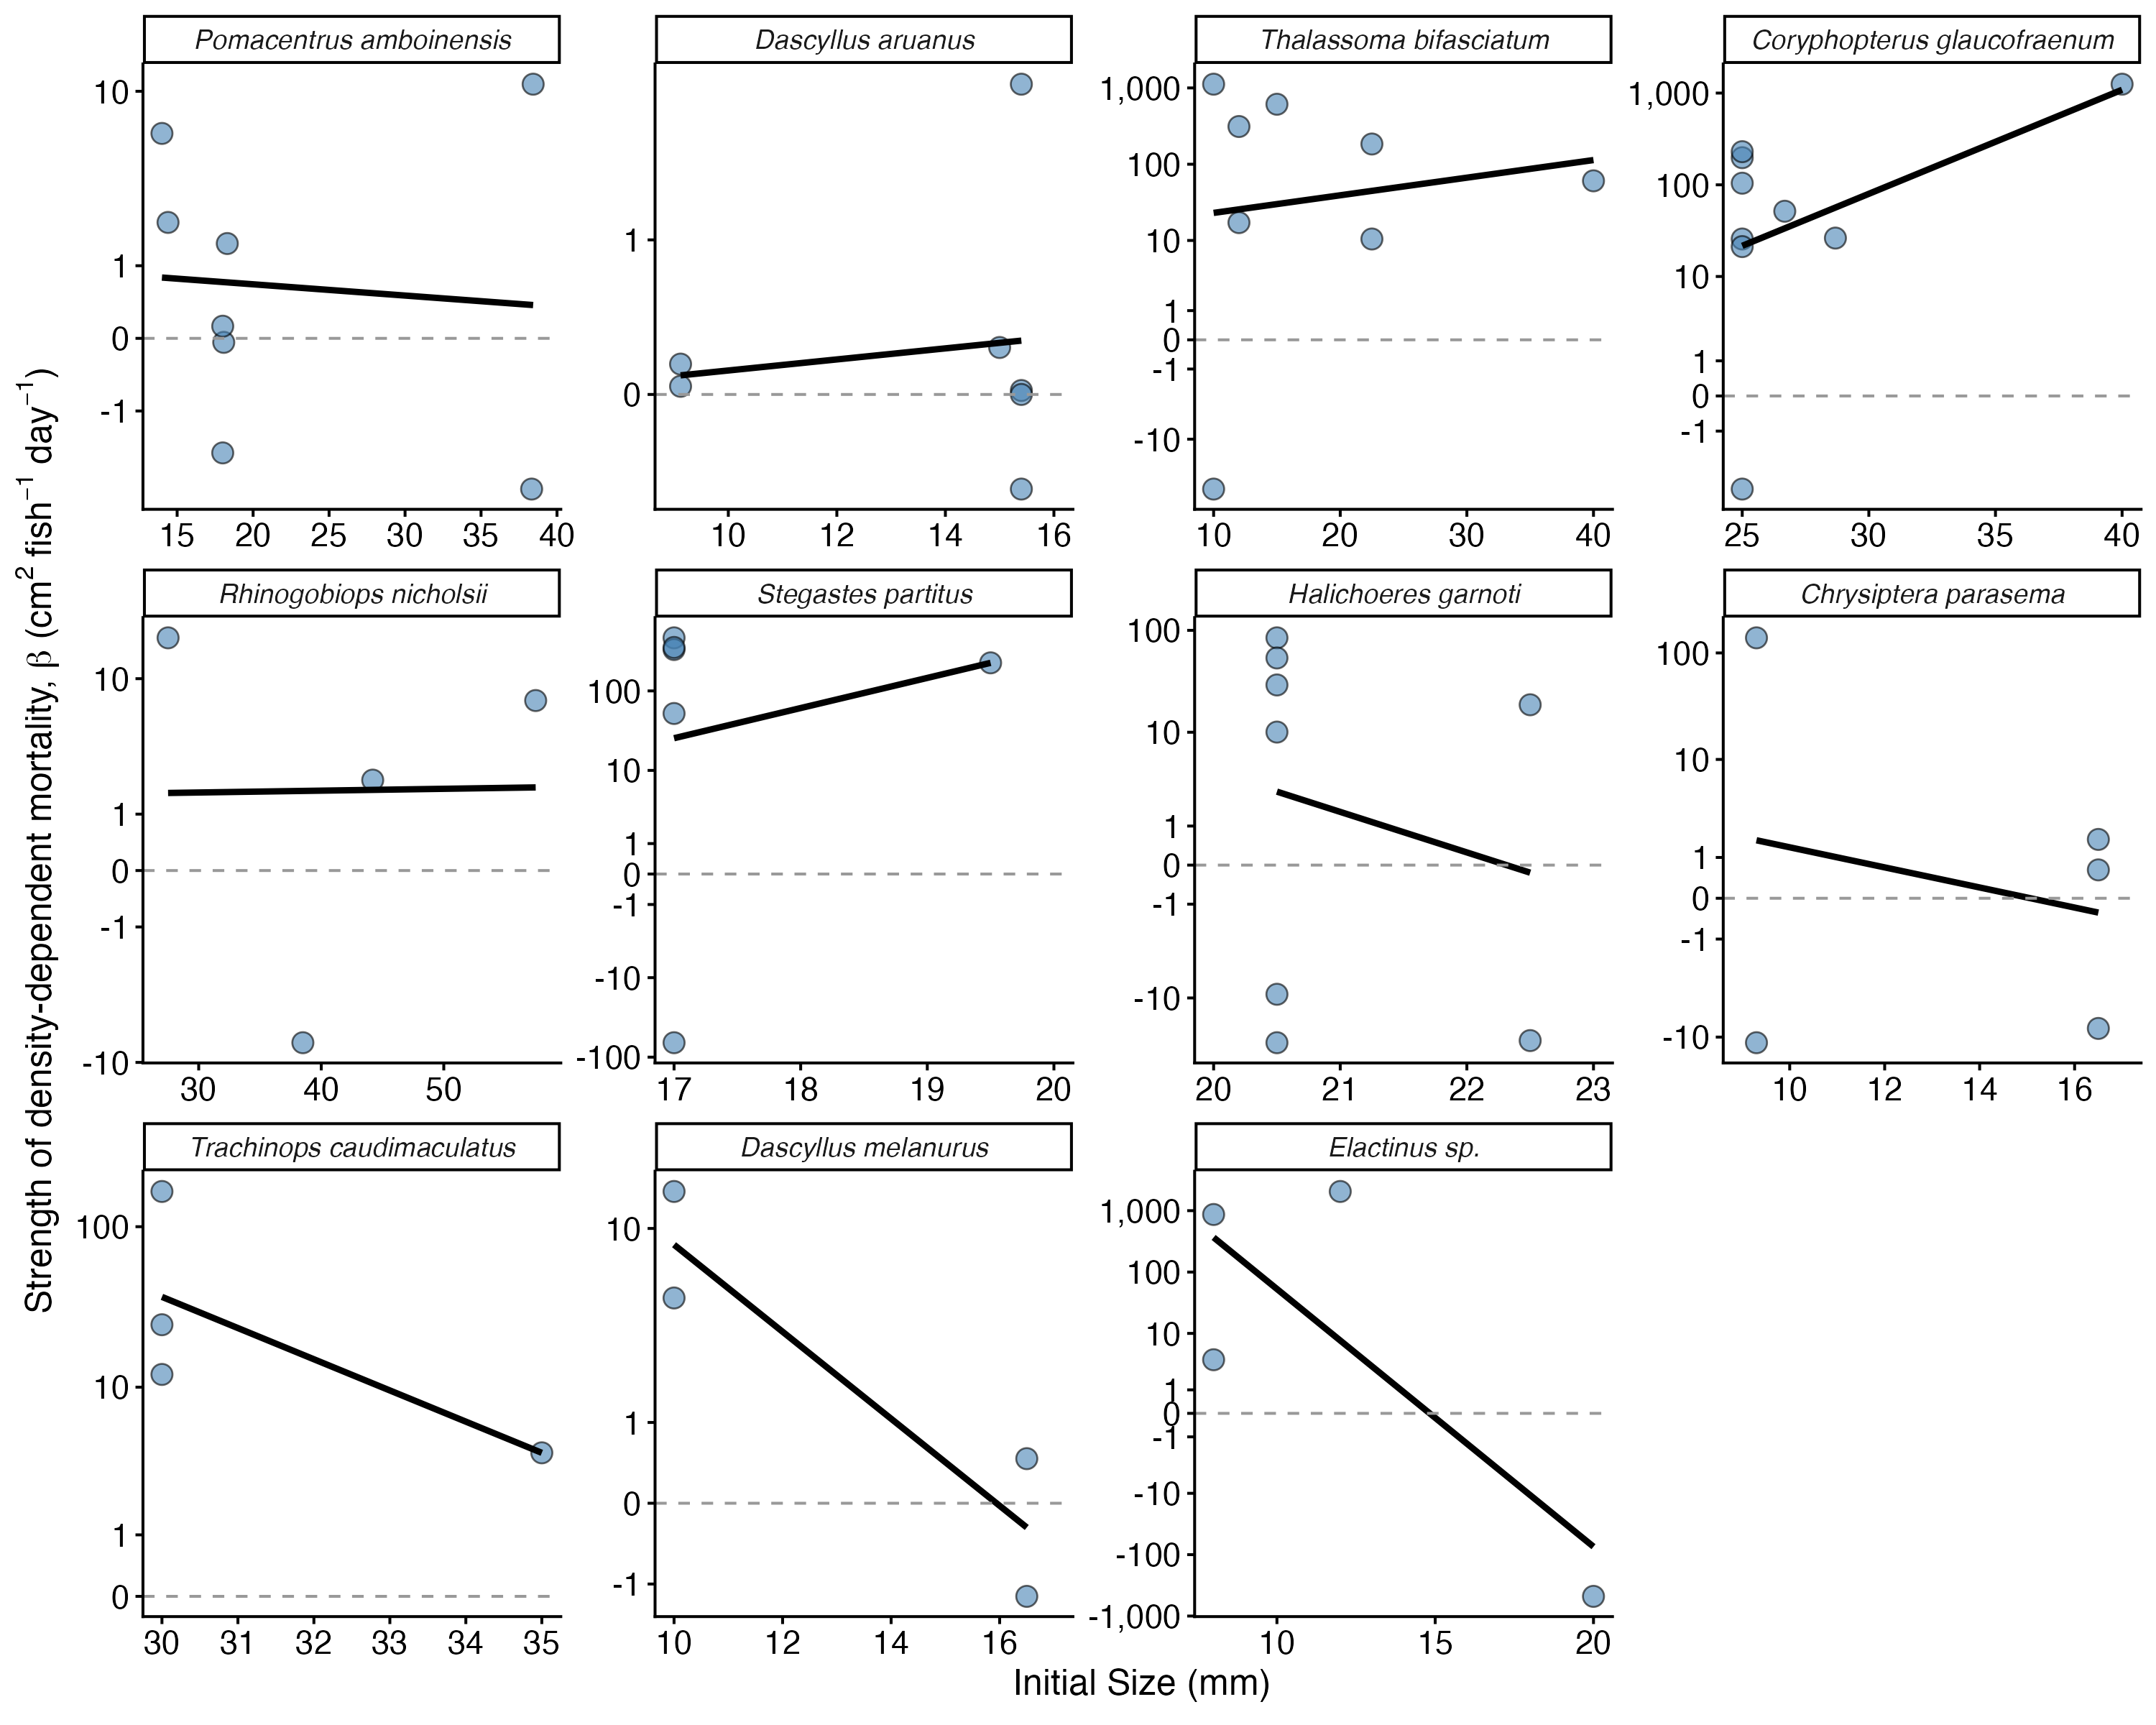 Pomacentrus amboinensis
Dascyllus aruanus
Thalassoma bifasciatum
Coryphopterus glaucofraenum
10
1
0
-1
15 20 25 30 35 40
1
0
10 12 14 16
1,000
100
10
1
0
-1
-10
10 20 30 40
1,000
100
10
1
0
-1
25 30 35 40
Rhinogobiops nicholsii
Stegastes partitus
Halichoeres garnoti
Chrysiptera parasema
10
1
0
-1
-10
30 40 50
100
10
1
0
-1
-10
-100
17 18 19 20
100
10
1
0
-1
-10
20 21 22 23
100
10
1
0
-1
-10
10 12 14 16
Trachinops caudimaculatus
Dascyllus melanurus
Elactinus sp.
100
10
1
0
30 31 32 33 34 35
10
1
0
-1
10 12 14 16
1,000
100
10
1
0
-1
-10
-100
-1,000
10 15 20
Strength of density-dependent mortality, β (cm² fish⁻¹ day⁻¹)
Initial Size (mm)